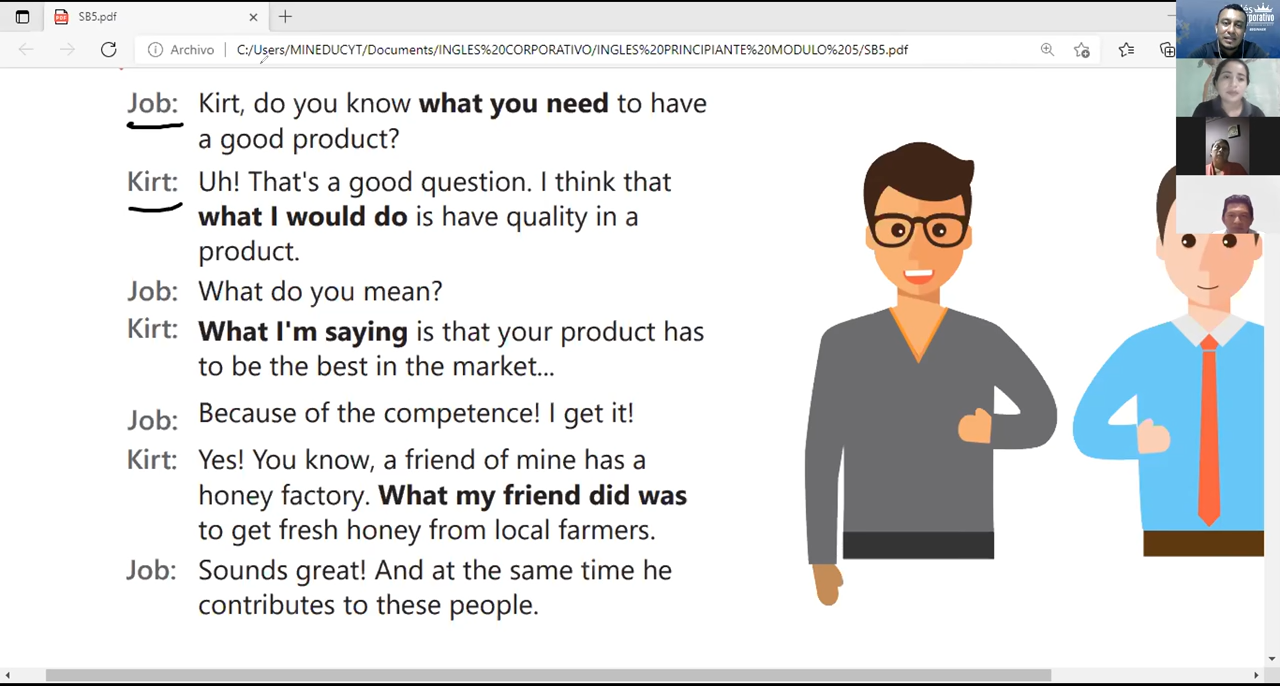 SB5.pdf
Archivo
C:/Users/MINEDUCYT/Documents/INGLES%20CORPORATIVO/INGLES%20PRINCIPIANTE%20MODULO%205/SB5.pdf
Job: Kirt, do you know what you need to have
a good product?
Kirt: Uh! That's a good question. I think that
what I would do is have quality in a
product.
Job: What do you mean?
Kirt: What I'm saying is that your product has
to be the best in the market...
Job: Because of the competence! I get it!
Kirt: Yes! You know, a friend of mine has a
honey factory. What my friend did was
to get fresh honey from local farmers.
Job: Sounds great! And at the same time he
contributes to these people.